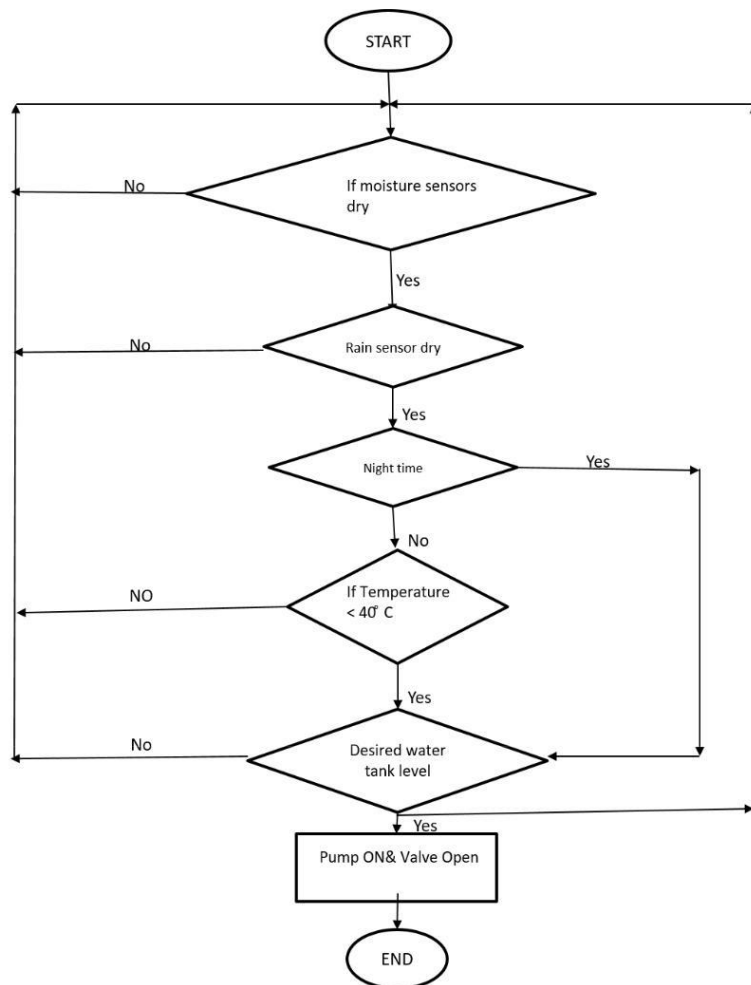 START
No
If moisture sensors
dry
Yes
No
Rain sensor dry
Yes
Night time
Yes
No
NO
If Temperature
< 40° C
Yes
No
Desired water
tank level
Yes
Pump ON& Valve Open
END